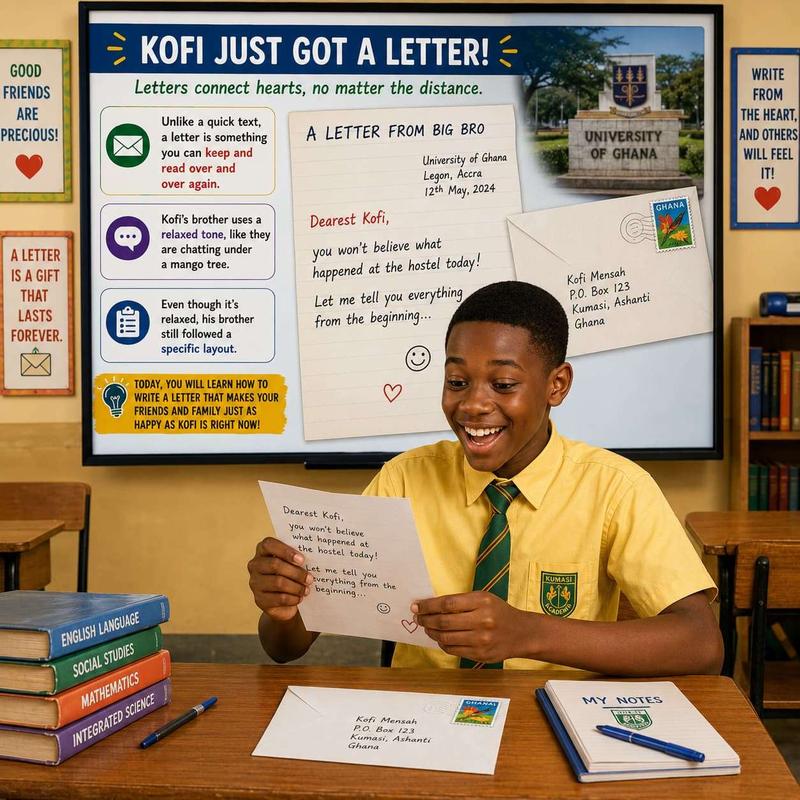 KOFI JUST GOT A LETTER!
Letters connect hearts, no matter the distance.
GOOD
FRIENDS
ARE
PRECIOUS!
A LETTER
IS A GIFT
THAT
LASTS
FOREVER.
Unlike a quick text,
a letter is something
you can keep and
read over and
over again.
Kofi's brother uses a
relaxed tone, like they
are chatting under
a mango tree.
Even though it's
relaxed, his brother
still followed a
specific layout.
TODAY, YOU WILL LEARN HOW TO
WRITE A LETTER THAT MAKES YOUR
FRIENDS AND FAMILY JUST AS
HAPPY AS KOFI IS RIGHT NOW!
A LETTER FROM BIG BRO
University of Ghana
Legon, Accra
12th May, 2024
Dearest Kofi,
you won't believe what
happened at the hostel today!
Let me tell you everything
from the beginning...
UNIVERSITY
OF GHANA
GHANA
Kofi Mensah
P.O. Box 123
Kumasi, Ashanti
Ghana
WRITE
FROM THE
HEART,
AND OTHERS
WILL FEEL
IT!
Dearest Kofi,
you won't believe
what happened at
the hostel today!
Let me tell you
everything from the
beginning...
KUMASI
ACADEMY
ENGLISH LANGUAGE
SOCIAL STUDIES
MATHEMATICS
INTEGRATED SCIENCE
GHANA
Kofi Mensah
P.O. Box 123
Kumasi, Ashanti
Ghana
MY NOTES